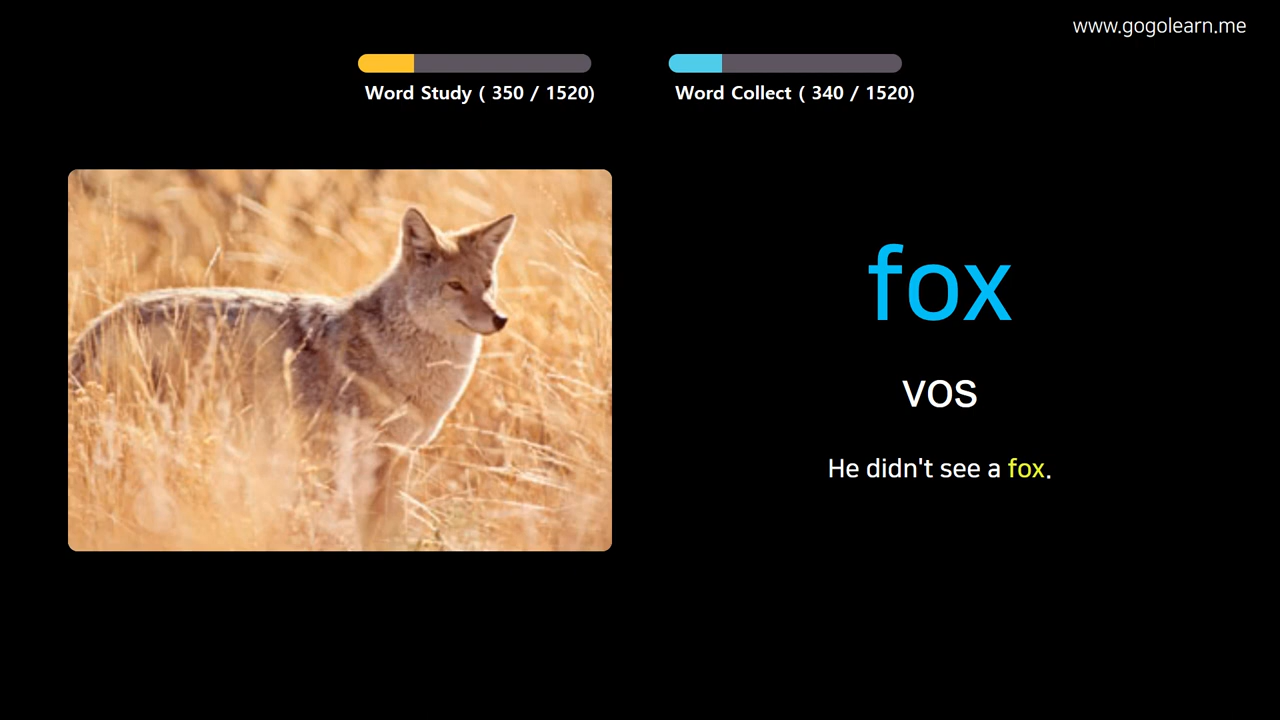 www.gogolearn.me
Word Study ( 350 / 1520)
Word Collect ( 340 / 1520)
fox
vos
He didn't see a fox.